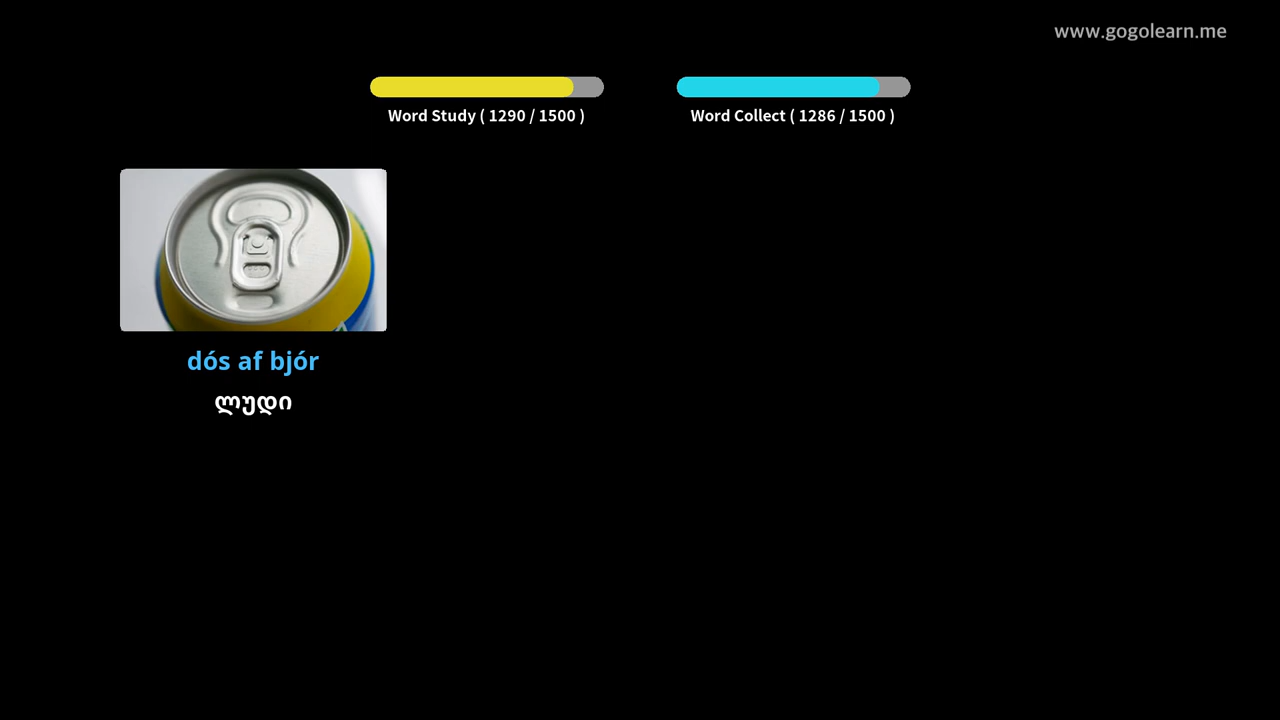 www.gogolearn.me
Word Study ( 1290 / 1500 )
Word Collect ( 1286 / 1500 )
dós af bjór
ლუდი